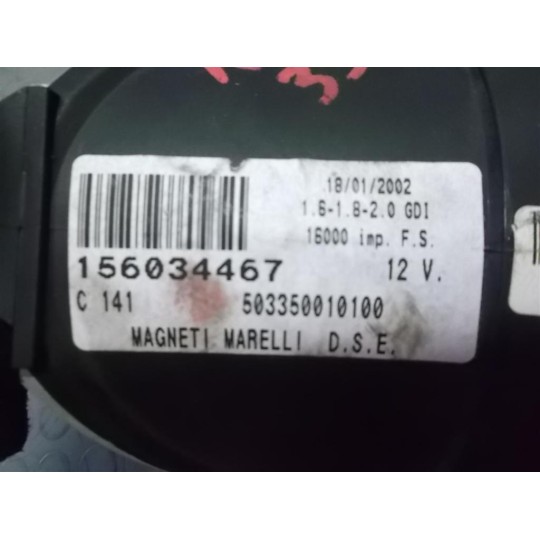 18/01/2002
1.6-1.8-2.0 GDI
16000 imp. F.S.
156034467
12 V.
C 141
503350010100
MAGNETI MARELLI D.S.E.